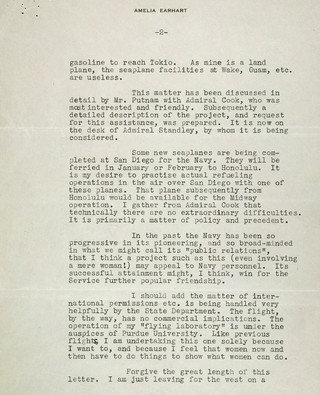 AMELIA EARHART
-2-
gasoline to reach Tokio. As mine is a land
plane, the seaplane facilities at Wake, Guam, etc.
are useless.
This matter has been discussed in
detail by Mr. Putnam with Admiral Cook, who was
most interested and friendly. Subsequently a
detailed description of the project, and request
for this assistance, was prepared. It is now on
the desk of Admiral Standley, by whom it is being
considered.
Some new seaplanes are being com-
pleted at San Diego for the Navy. They will be
ferried in January or February to Honolulu. It
is my desire to practise actual refueling
operations in the air over San Diego with one of
these planes. That plane subsequently from
Honolulu would be available for the Midway
operation. I gather from Admiral Cook that
technically there are no extraordinary difficulties.
It is primarily a matter of policy and precedent.
In the past the Navy has been so
progressive in its pioneering, and so broad-minded
in what we might call its "public relations",
that I think a project such as this (even involving
a mere woman!) may appeal to Navy personnel. Its
successful attainment might, I think, win for the
Service further popular friendship.
I should add the matter of inter-
national permissions etc. is being handled very
helpfully by the State Department. The flight,
by the way, has no commercial implications. The
operation of my "flying laboratory" is under the
auspices of Purdue University. Like previous
flights, I am undertaking this one solely because
I want to, and because I feel that women now and
then have to do things to show what women can do.
Forgive the great length of this
letter. I am just leaving for the west on a